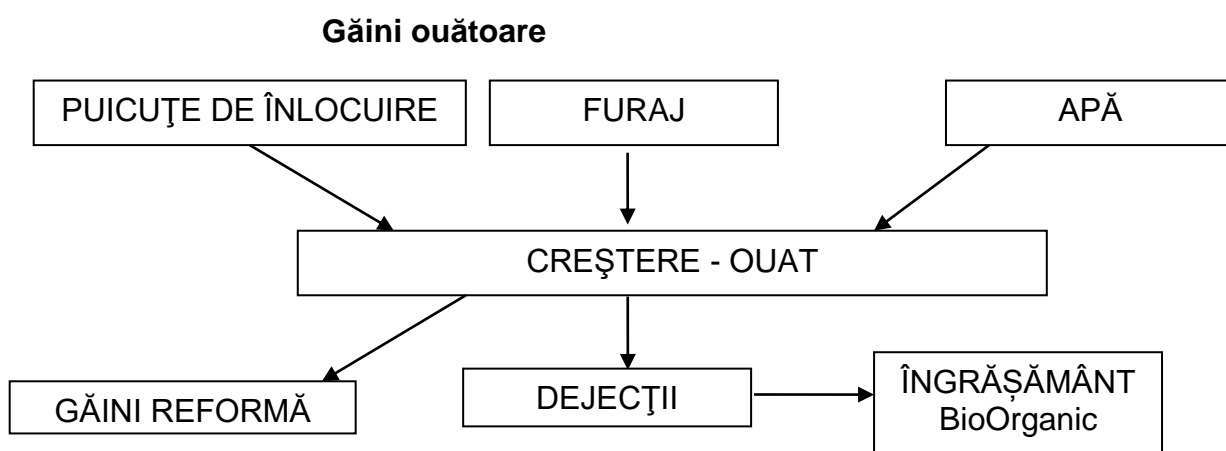 Găini ouătoare
PUICUŢE DE ÎNLOCUIRE
FURAJ
APĂ
CREŞTERE - OUAT
GĂINI REFORMĂ
DEJECŢII
ÎNGRĂȘĂMÂNT
BioOrganic